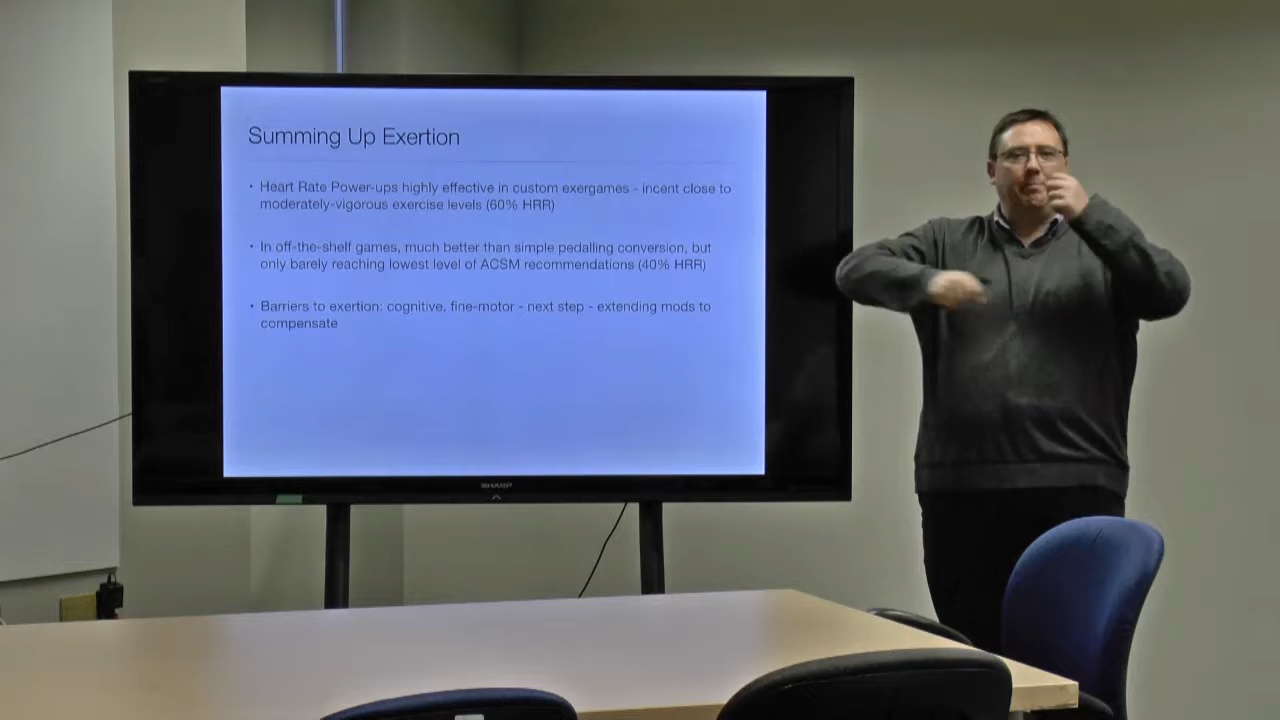 Summing Up Exertion
• Heart Rate Power-ups highly effective in custom exergames - incent close to
moderately-vigorous exercise levels (60% HRR)
• In off-the-shelf games, much better than simple pedalling conversion, but
only barely reaching lowest level of ACSM recommendations (40% HRR)
• Barriers to exertion: cognitive, fine-motor - next step - extending mods to
compensate
SHARP